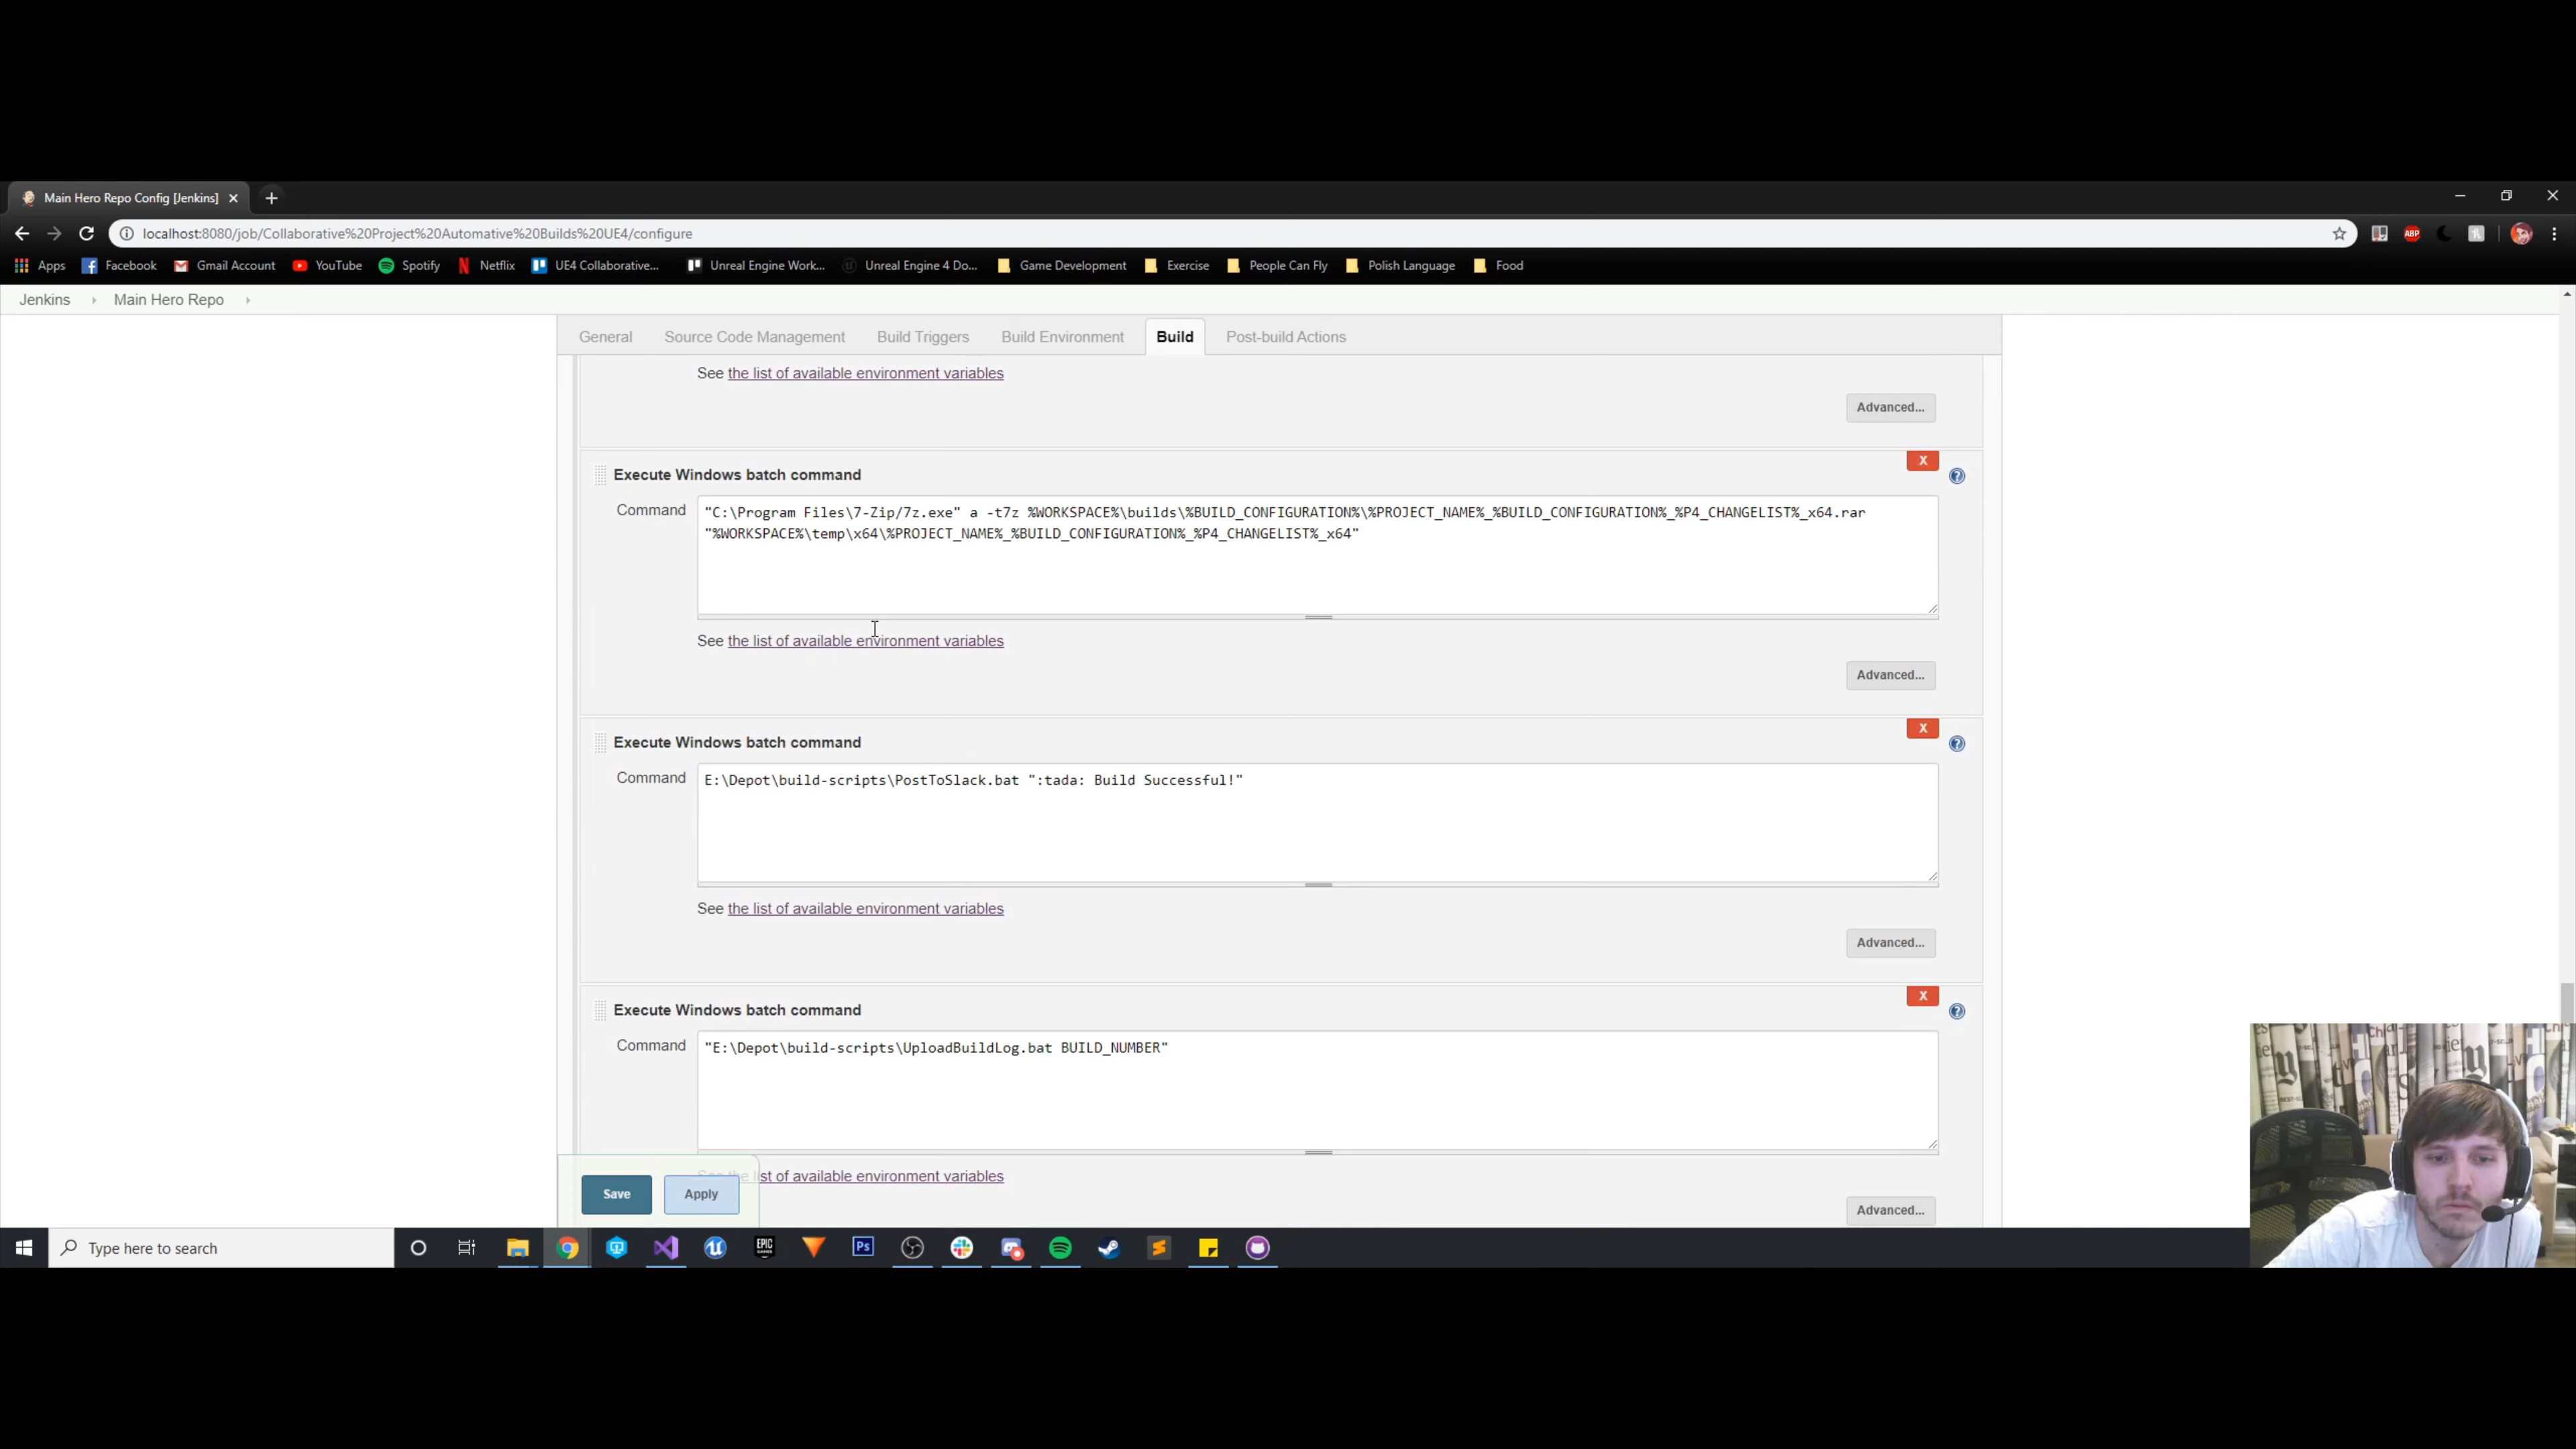 Main Hero Repo Config [Jenkins]
localhost:8080/job/Collaborative%20Project%20Automative%20Builds%20UE4/configure
ABP
Apps Facebook Gmail Account YouTube Spotify Netflix UE4 Collaborative... Unreal Engine Work... Unreal Engine 4 Do... Game Development Exercise People Can Fly Polish Language Food
Jenkins Main Hero Repo
General Source Code Management Build Triggers Build Environment Build Post-build Actions
See the list of available environment variables
Advanced...
Execute Windows batch command
X
Command
"C:\Program Files\7-Zip/7z.exe" a -t7z %WORKSPACE%\builds\%BUILD_CONFIGURATION%\%PROJECT_NAME%_%BUILD_CONFIGURATION%_%P4_CHANGELIST%_x64.rar
"%WORKSPACE%\temp\x64\%PROJECT_NAME%_%BUILD_CONFIGURATION%_%P4_CHANGELIST%_x64"
See the list of available environment variables
Advanced...
Execute Windows batch command
X
Command
E:\Depot\build-scripts\PostToSlack.bat ":tada: Build Successful!"
See the list of available environment variables
Advanced...
Execute Windows batch command
X
Command
"E:\Depot\build-scripts\UploadBuildLog.bat BUILD_NUMBER"
list of available environment variables
Save Apply
Advanced...
Type here to search
EPIC GAMES
Ps